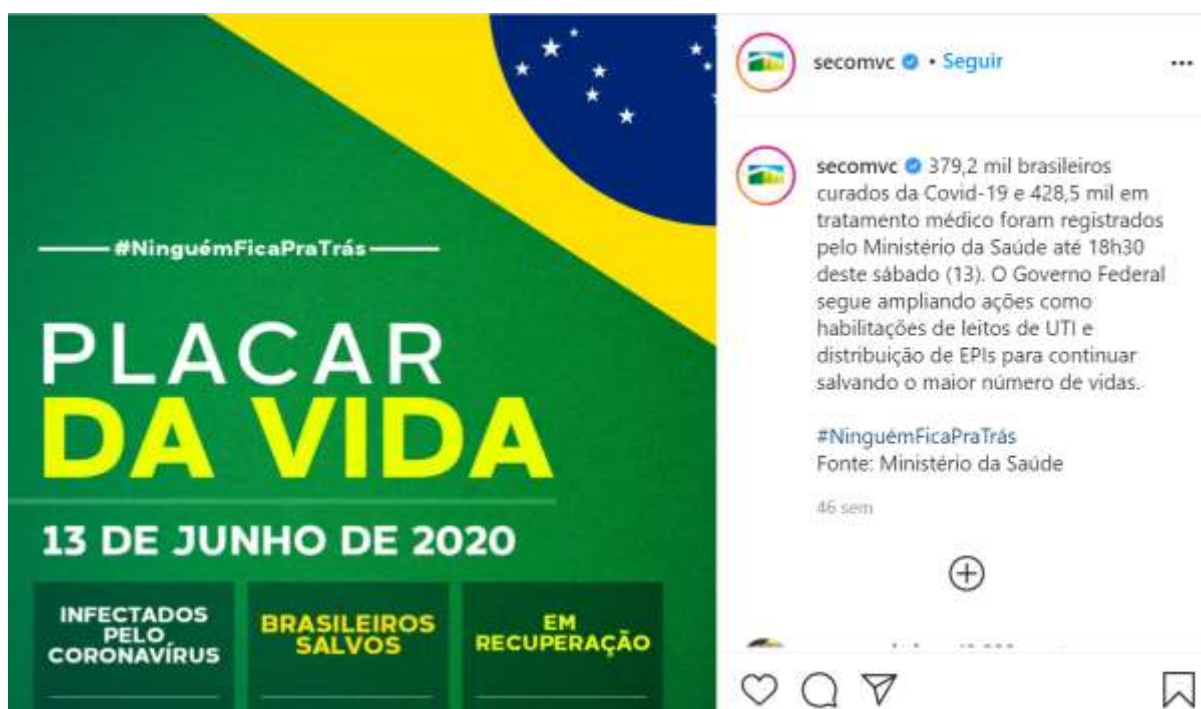 #NinguémFicaPraTrás
PLACAR
DA VIDA
13 DE JUNHO DE 2020
INFECTADOS
PELO
CORONAVÍRUS
BRASILEIROS
SALVOS
EM
RECUPERAÇÃO
secomvc • Seguir
secomvc 379,2 mil brasileiros
curados da Covid-19 e 428,5 mil em
tratamento médico foram registrados
pelo Ministério da Saúde até 18h30
deste sábado (13). O Governo Federal
segue ampliando ações como
habilitações de leitos de UTI e
distribuição de EPIs para continuar
salvando o maior número de vidas.
#NinguémFicaPraTrás
Fonte: Ministério da Saúde
46 sem